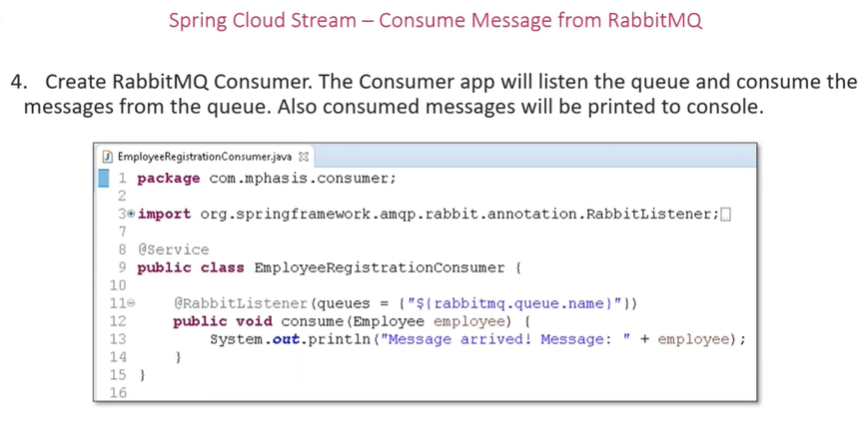 Spring Cloud Stream – Consume Message from RabbitMQ
4. Create RabbitMQ Consumer. The Consumer app will listen the queue and consume the
messages from the queue. Also consumed messages will be printed to console.
EmployeeRegistrationConsumer.java
1 package com.mphasis.consumer;
2
3 import org.springframework.amqp.rabbit.annotation.RabbitListener;
7
8 @Service
9 public class EmployeeRegistrationConsumer {
10
11 @RabbitListener(queues = {"${rabbitmq.queue.name}"})
12 public void consume(Employee employee) {
13 System.out.println("Message arrived! Message: " + employee);
14 }
15 }
16